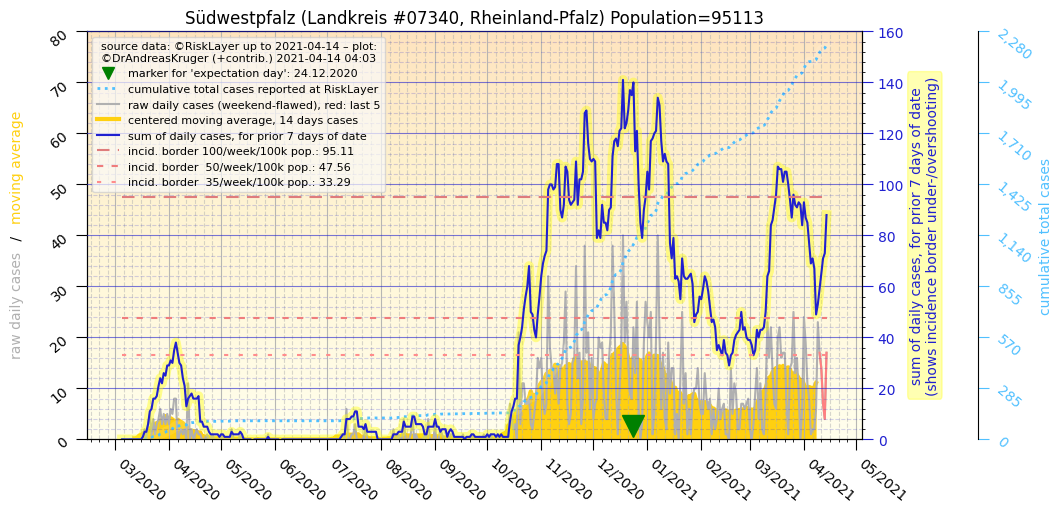 Südwestpfalz (Landkreis #07340, Rheinland-Pfalz) Population=95113
source data: ©RiskLayer up to 2021-04-14 – plot:
©DrAndreasKruger (+contrib.) 2021-04-14 04:03
marker for 'expectation day': 24.12.2020
cumulative total cases reported at RiskLayer
raw daily cases (weekend-flawed), red: last 5
centered moving average, 14 days cases
sum of daily cases, for prior 7 days of date
incid. border 100/week/100k pop.: 95.11
incid. border 50/week/100k pop.: 47.56
incid. border 35/week/100k pop.: 33.29
raw daily cases / moving average
80
70
60
50
40
30
20
10
0
03/2020
04/2020
05/2020
06/2020
07/2020
08/2020
09/2020
10/2020
11/2020
12/2020
01/2021
02/2021
03/2021
04/2021
05/2021
160
140
120
100
80
60
40
20
0
sum of daily cases, for prior 7 days of date
(shows incidence border under-/overshooting)
2,280
1,995
1,710
1,425
1,140
855
570
285
0
cumulative total cases